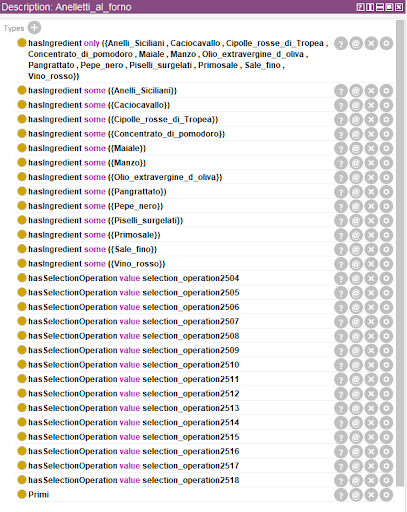 Description: Anelletti_al_forno
Types
hasIngredient only ({Anelli_Siciliani , Caciocavallo , Cipolle_rosse_di_Tropea ,
Concentrato_di_pomodoro , Maiale , Manzo , Olio_extravergine_d_oliva ,
Pangrattato , Pepe_nero , Piselli_surgelati , Primosale , Sale_fino ,
Vino_rosso})
hasIngredient some ({Anelli_Siciliani})
hasIngredient some ({Caciocavallo})
hasIngredient some ({Cipolle_rosse_di_Tropea})
hasIngredient some ({Concentrato_di_pomodoro})
hasIngredient some ({Maiale})
hasIngredient some ({Manzo})
hasIngredient some ({Olio_extravergine_d_oliva})
hasIngredient some ({Pangrattato})
hasIngredient some ({Pepe_nero})
hasIngredient some ({Piselli_surgelati})
hasIngredient some ({Primosale})
hasIngredient some ({Sale_fino})
hasIngredient some ({Vino_rosso})
hasSelectionOperation value selection_operation2504
hasSelectionOperation value selection_operation2505
hasSelectionOperation value selection_operation2506
hasSelectionOperation value selection_operation2507
hasSelectionOperation value selection_operation2508
hasSelectionOperation value selection_operation2509
hasSelectionOperation value selection_operation2510
hasSelectionOperation value selection_operation2511
hasSelectionOperation value selection_operation2512
hasSelectionOperation value selection_operation2513
hasSelectionOperation value selection_operation2514
hasSelectionOperation value selection_operation2515
hasSelectionOperation value selection_operation2516
hasSelectionOperation value selection_operation2517
hasSelectionOperation value selection_operation2518
Primi